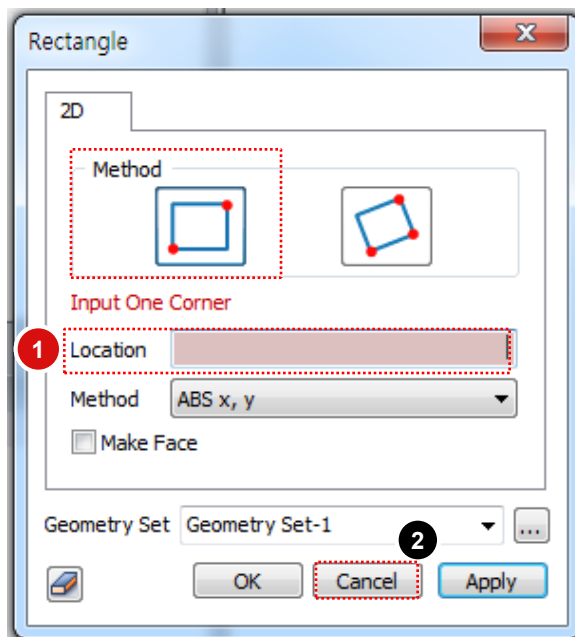 Rectangle
2D
Method
Input One Corner
1
Location
Method ABS x, y
Make Face
Geometry Set Geometry Set-1 ...
2
OK Cancel Apply